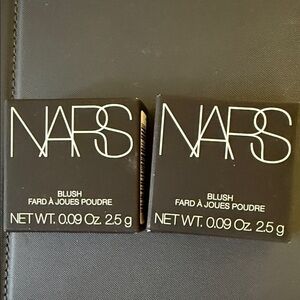 NARS
BLUSH
FARD À JOUES POUDRE
NET WT. 0.09 Oz. 2.5 g
NARS
BLUSH
FARD À JOUES POUDRE
NET WT. 0.09 Oz. 2.5 g